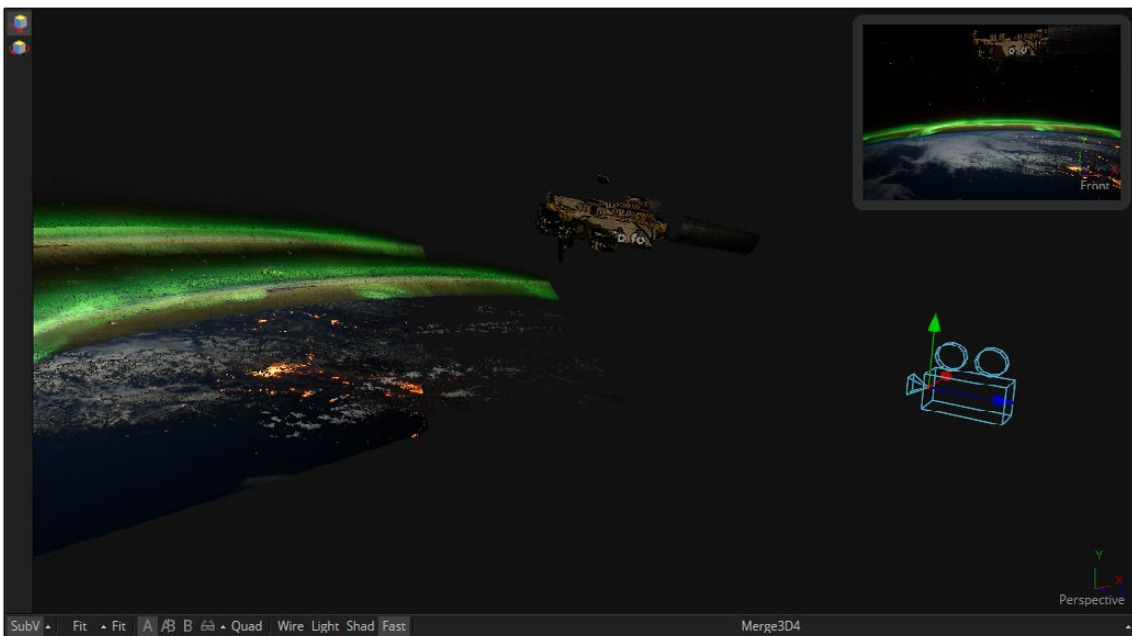 Front
Y
X
Perspective
SubV Fit Fit A A/B B Quad Wire Light Shad Fast Merge3D4